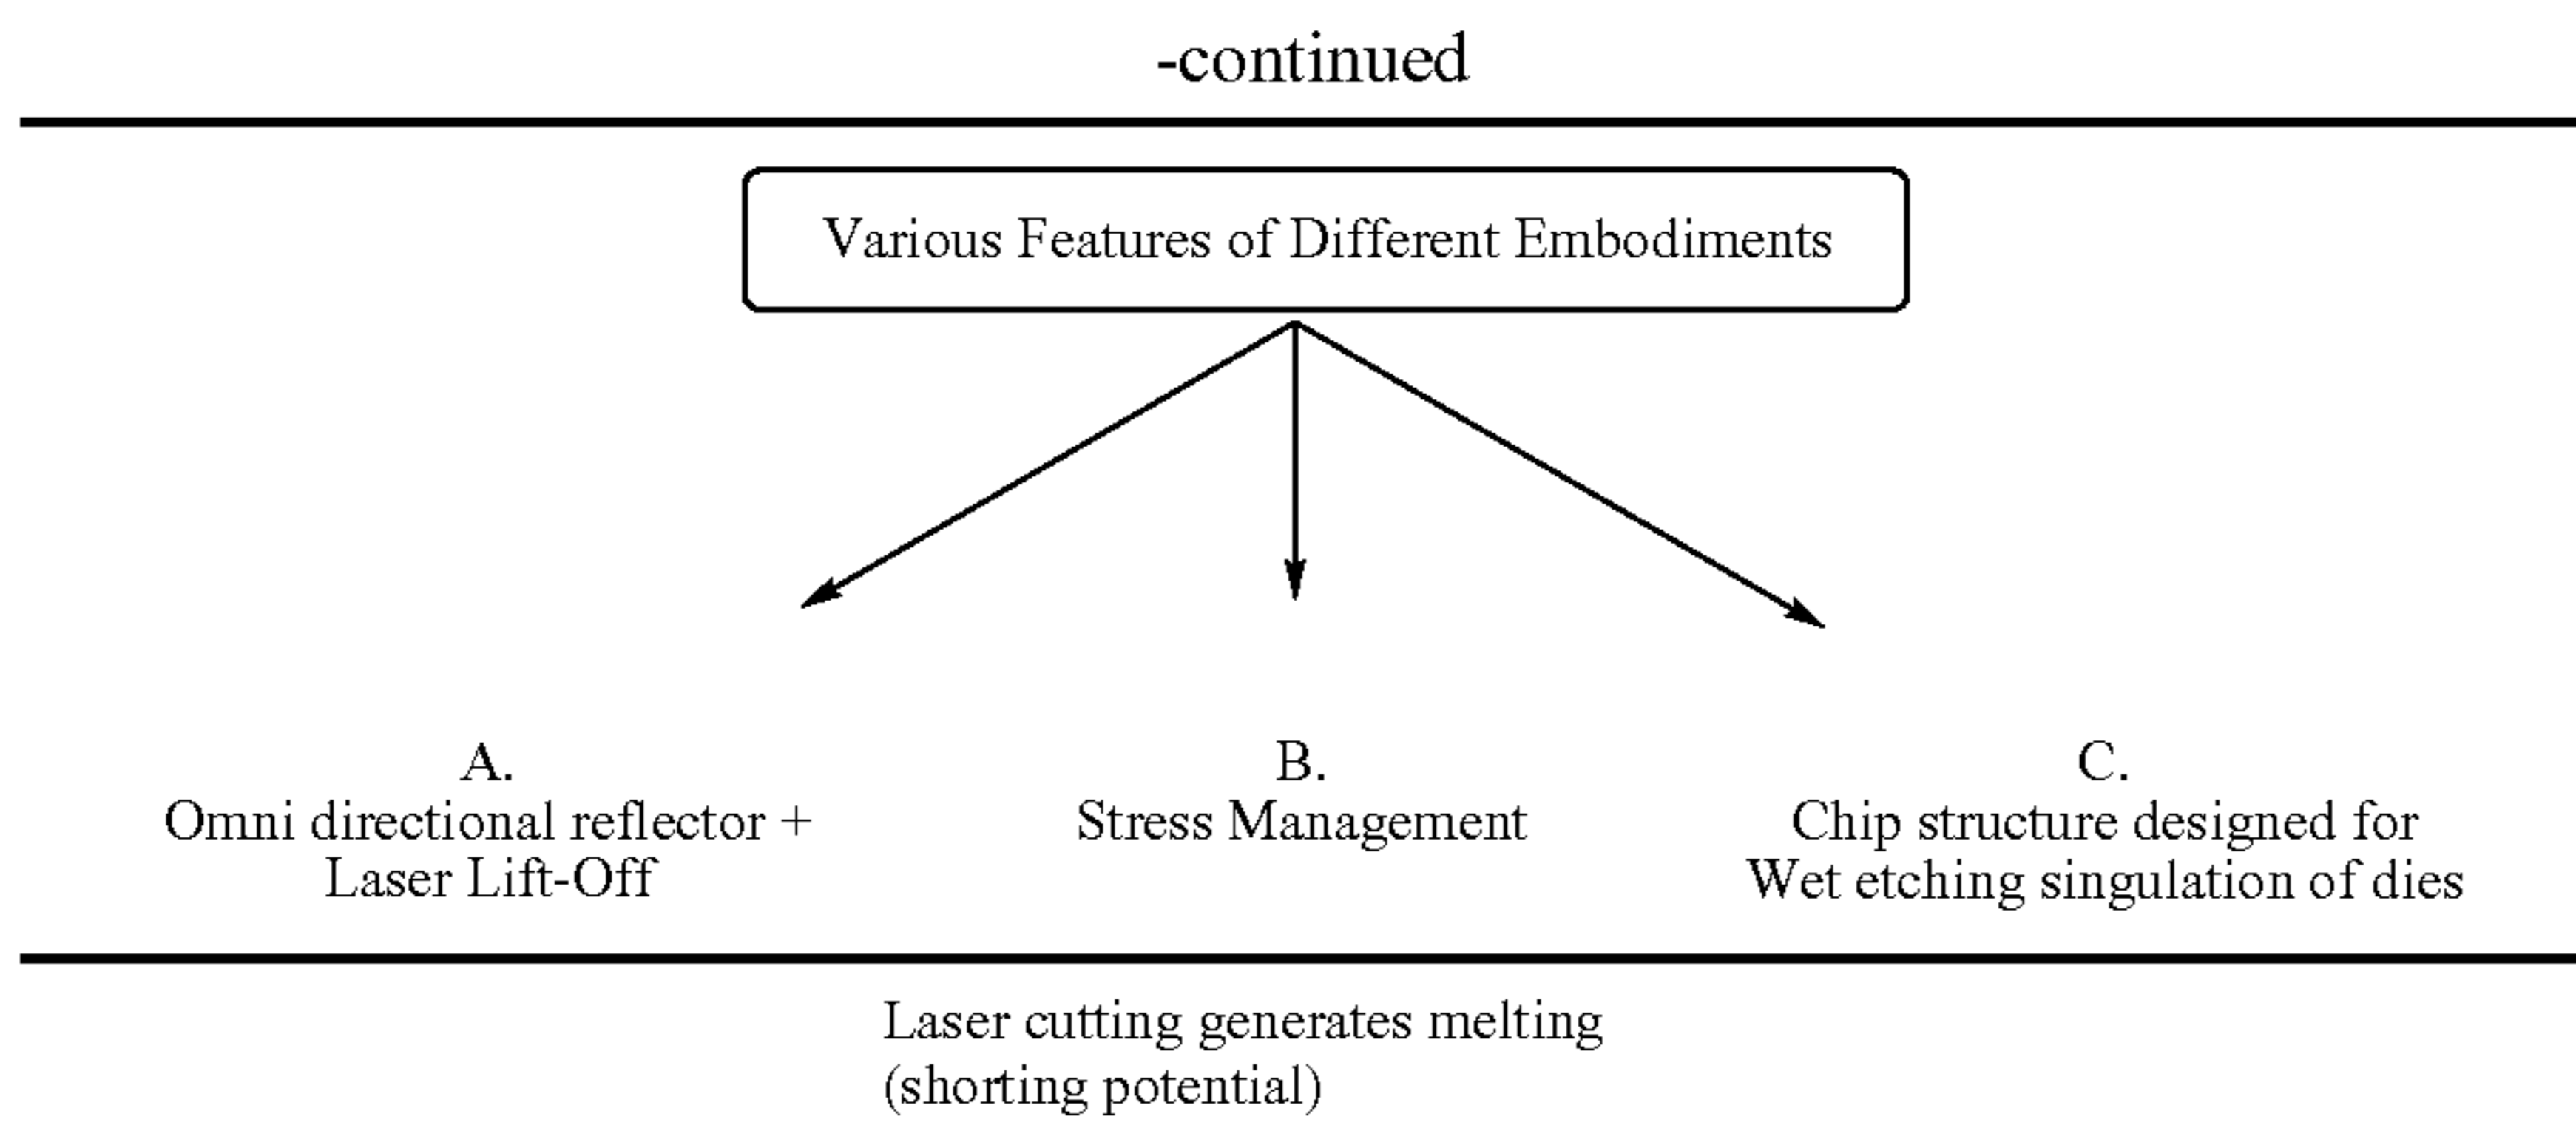 -continued
Various Features of Different Embodiments
A.
Omni directional reflector +
Laser Lift-Off
B.
Stress Management
C.
Chip structure designed for
Wet etching singulation of dies
Laser cutting generates melting
(shorting potential)